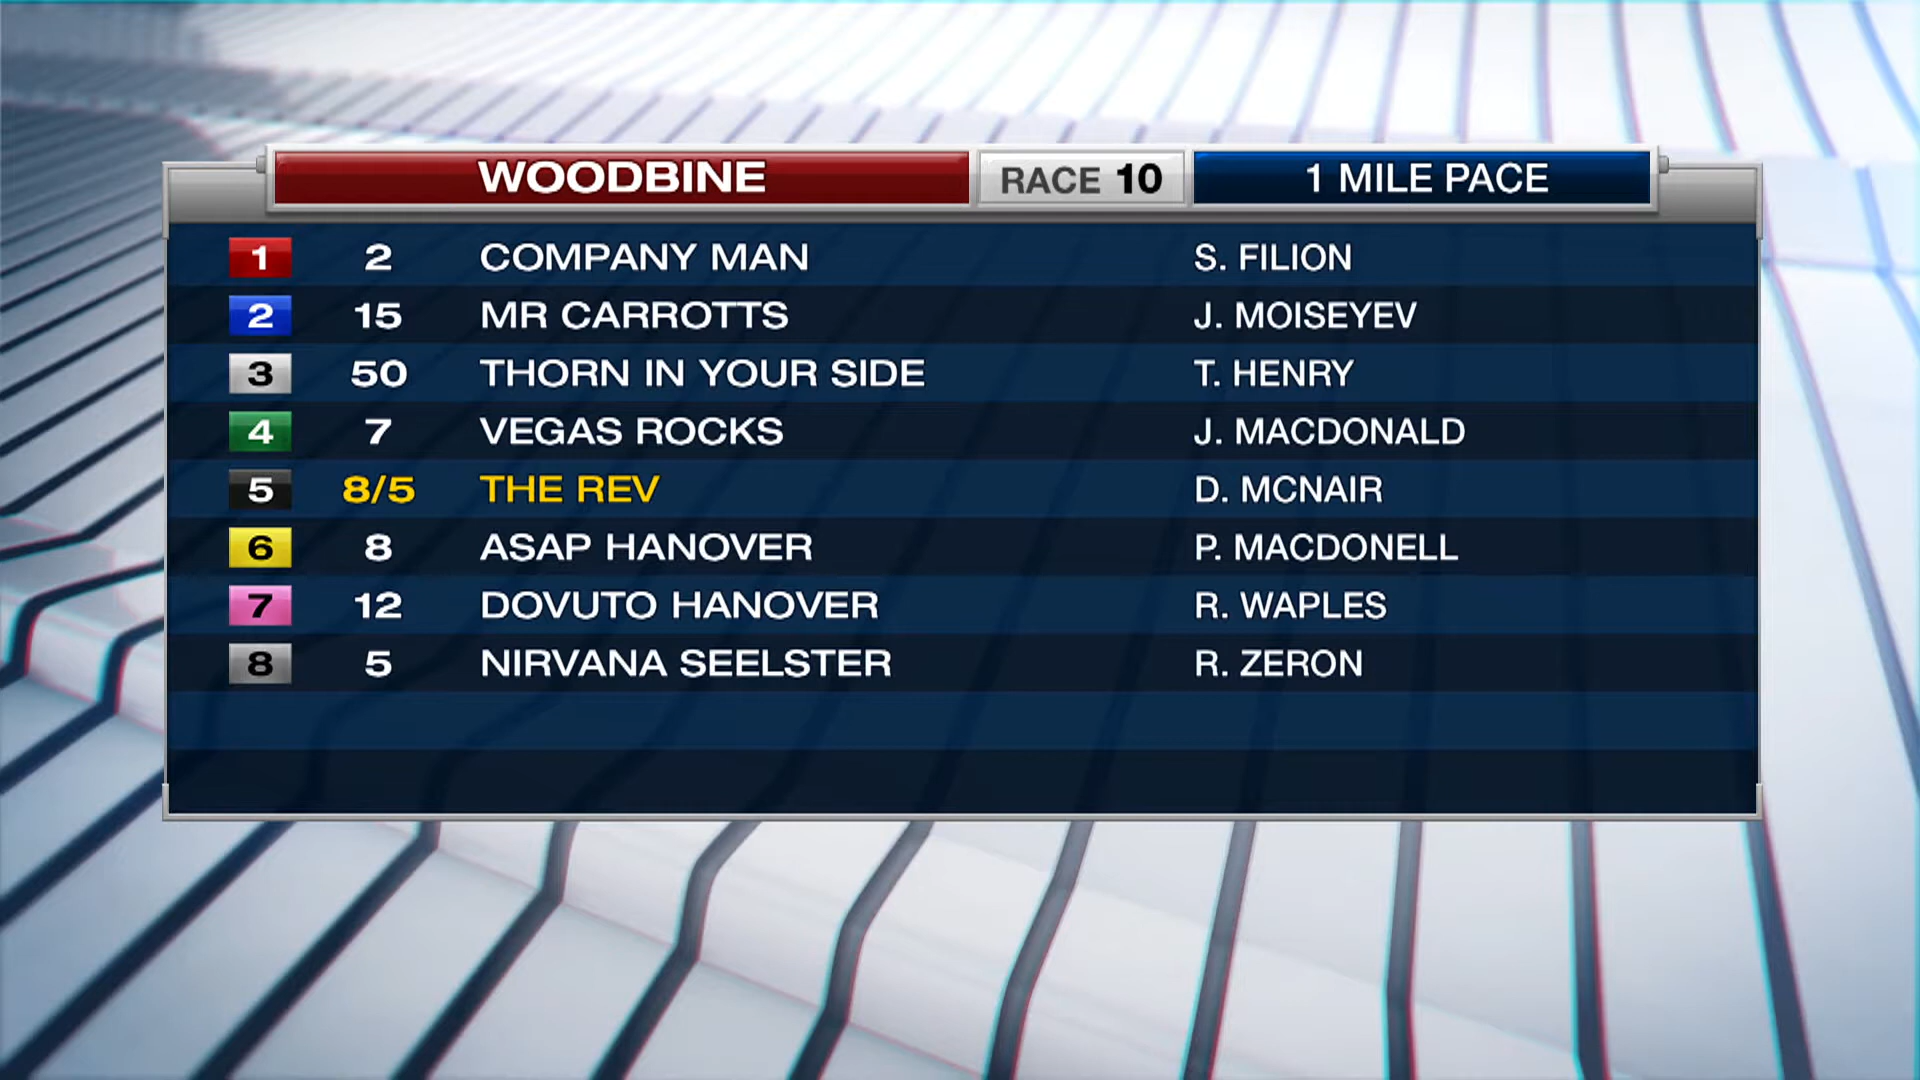 WOODBINE RACE 10 1 MILE PACE
1 2 COMPANY MAN S. FILION
2 15 MR CARROTTS J. MOISEYEV
3 50 THORN IN YOUR SIDE T. HENRY
4 7 VEGAS ROCKS J. MACDONALD
5 8/5 THE REV D. MCNAIR
6 8 ASAP HANOVER P. MACDONELL
7 12 DOVUTO HANOVER R. WAPLES
8 5 NIRVANA SEELSTER R. ZERON